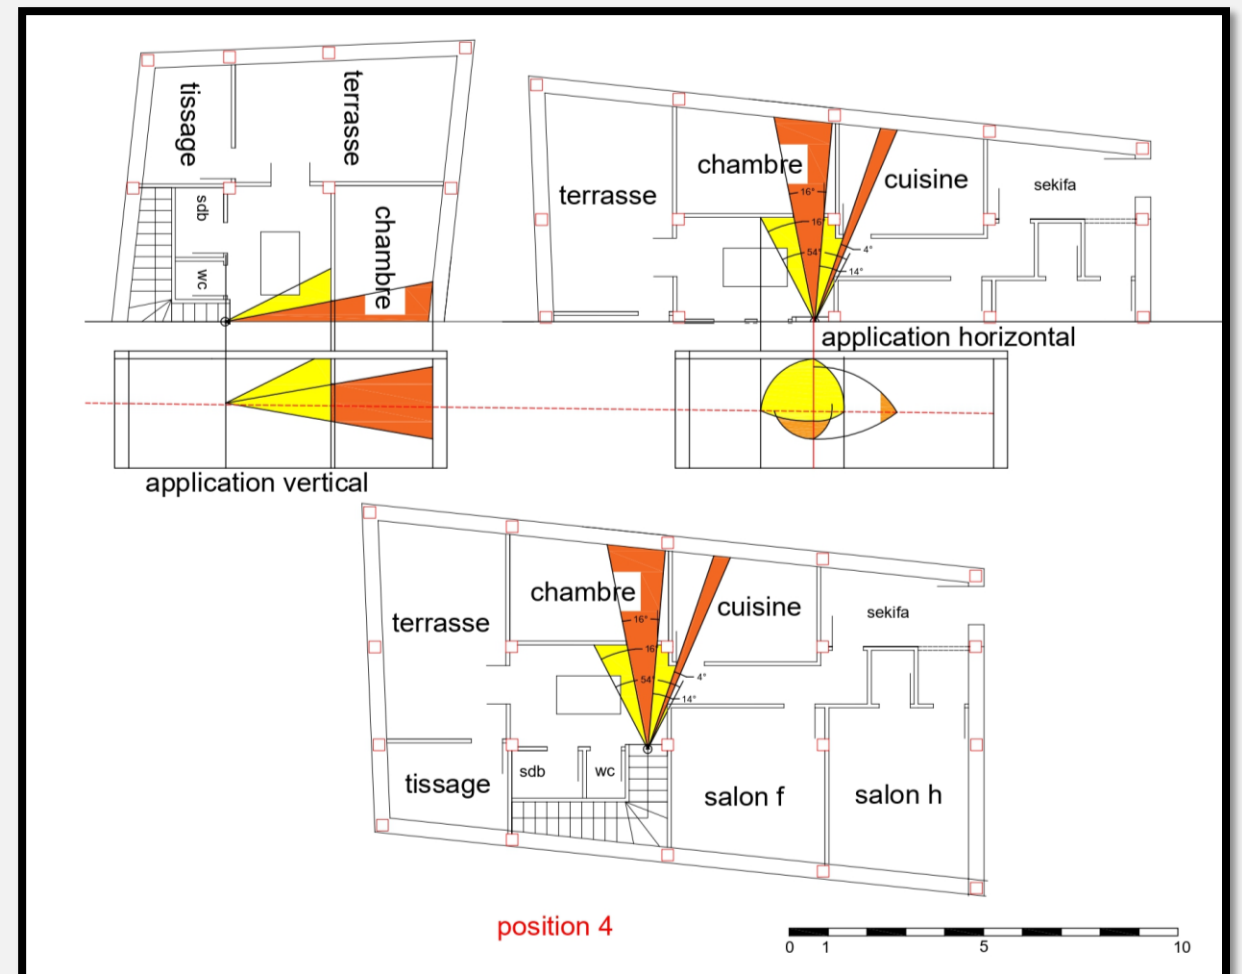 tissage
terrasse
sdb
wc
chambre
application vertical
terrasse
chambre
cuisine
sekifa
16°
16°
54°
4°
14°
application horizontal
chambre
terrasse
cuisine
sekifa
16°
16°
54°
4°
14°
tissage
sdb
wc
salon f
salon h
position 4
0 1 5 10